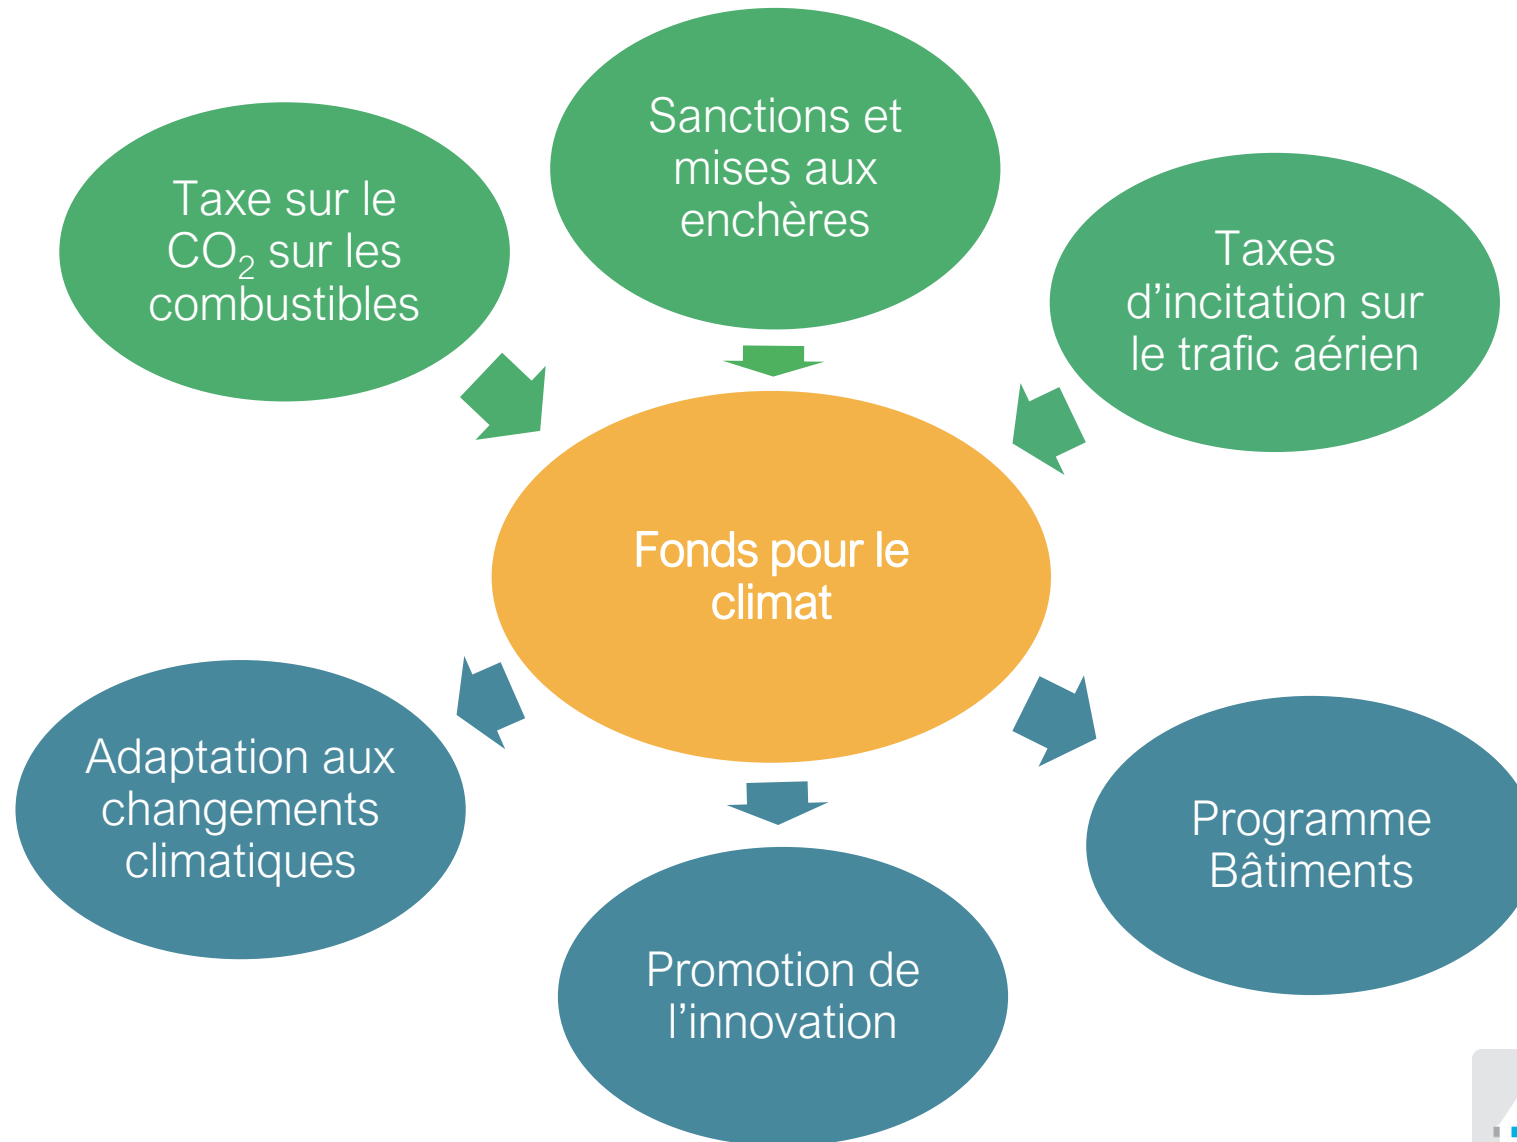 Sanctions et
mises aux
enchères
Taxe sur le
CO₂ sur les
combustibles
Taxes
d’incitation sur
le trafic aérien
Fonds pour le
climat
Adaptation aux
changements
climatiques
Programme
Bâtiments
Promotion de
l’innovation